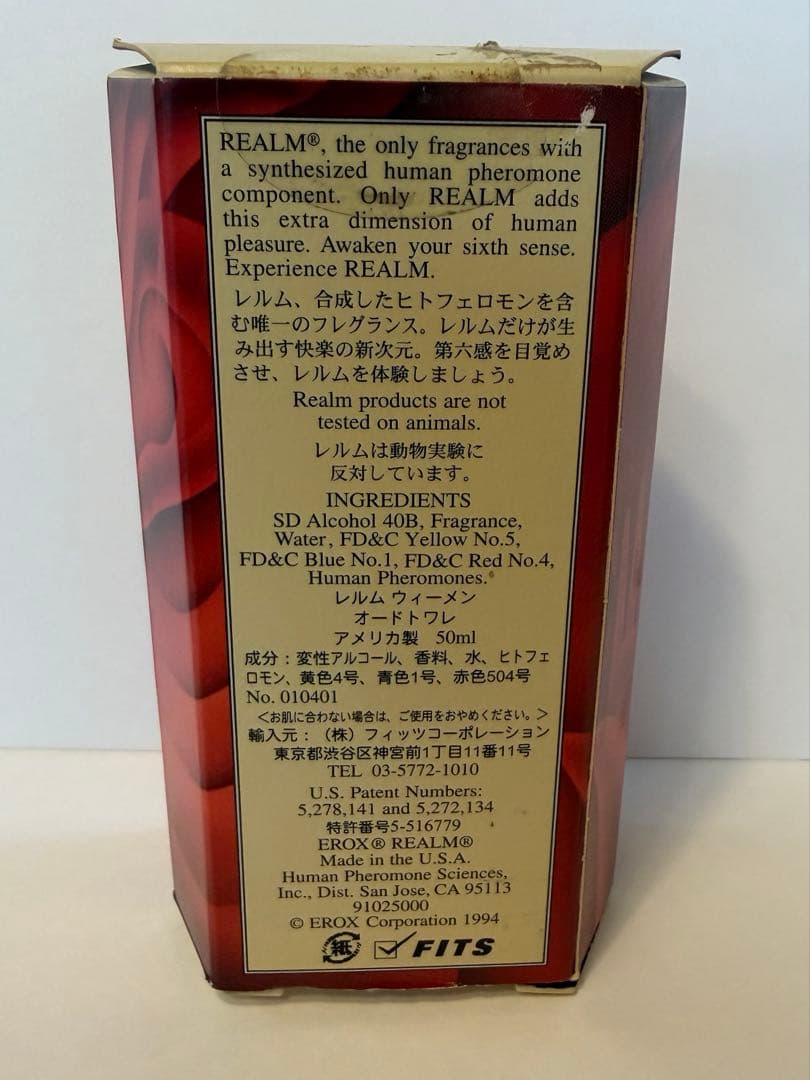 REALM®, the only fragrances with
a synthesized human pheromone
component. Only REALM adds
this extra dimension of human
pleasure. Awaken your sixth sense.
Experience REALM.
レルム、合成したヒトフェロモンを含
む唯一のフレグランス。レルムだけが生
み出す快楽の新次元。第六感を目覚め
させ、レルムを体験しましょう。
Realm products are not
tested on animals.
レルムは動物実験に
反対しています。
INGREDIENTS
SD Alcohol 40B, Fragrance,
Water, FD&C Yellow No.5,
FD&C Blue No.1, FD&C Red No.4,
Human Pheromones.
レルム ウィーメン
オードトワレ
アメリカ製 50ml
成分：変性アルコール、香料、水、ヒトフェ
ロモン、黄色4号、青色1号、赤色504号
No. 010401
＜お肌に合わない場合は、ご使用をおやめください。＞
輸入元：（株）フィッツコーポレーション
東京都渋谷区神宮前1丁目11番11号
TEL 03-5772-1010
U.S. Patent Numbers:
5,278,141 and 5,272,134
特許番号5-516779
EROX® REALM®
Made in the U.S.A.
Human Pheromone Sciences,
Inc., Dist. San Jose, CA 95113
91025000
© EROX Corporation 1994
紙 FITS